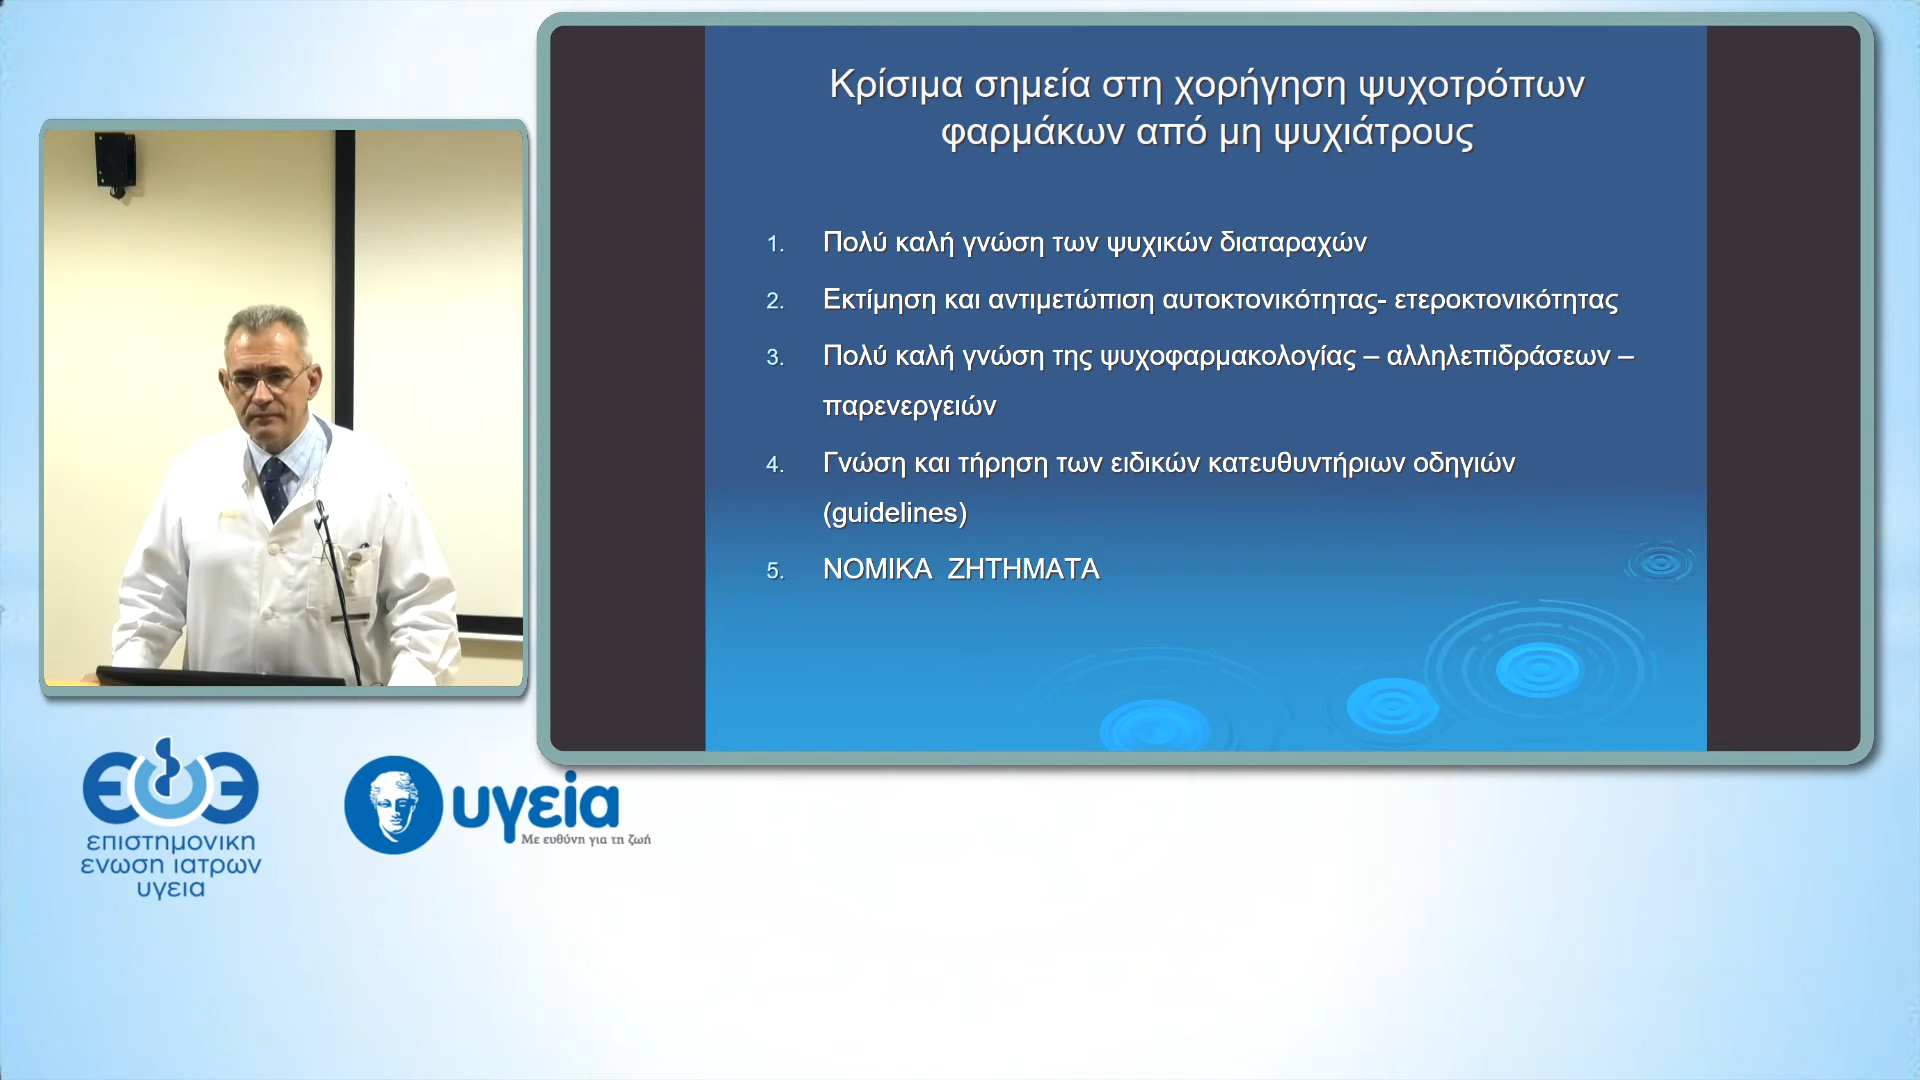 Κρίσιμα σημεία στη χορήγηση ψυχοτρόπων
φαρμάκων από μη ψυχιάτρους
1. Πολύ καλή γνώση των ψυχικών διαταραχών
2. Εκτίμηση και αντιμετώπιση αυτοκτονικότητας- ετεροκτονικότητας
3. Πολύ καλή γνώση της ψυχοφαρμακολογίας – αλληλεπιδράσεων –
παρενεργειών
4. Γνώση και τήρηση των ειδικών κατευθυντήριων οδηγιών
(guidelines)
5. ΝΟΜΙΚΑ ΖΗΤΗΜΑΤΑ
επιστημονικη
ενωση ιατρων
υγεια
υγεία
Με ευθύνη για τη ζωή